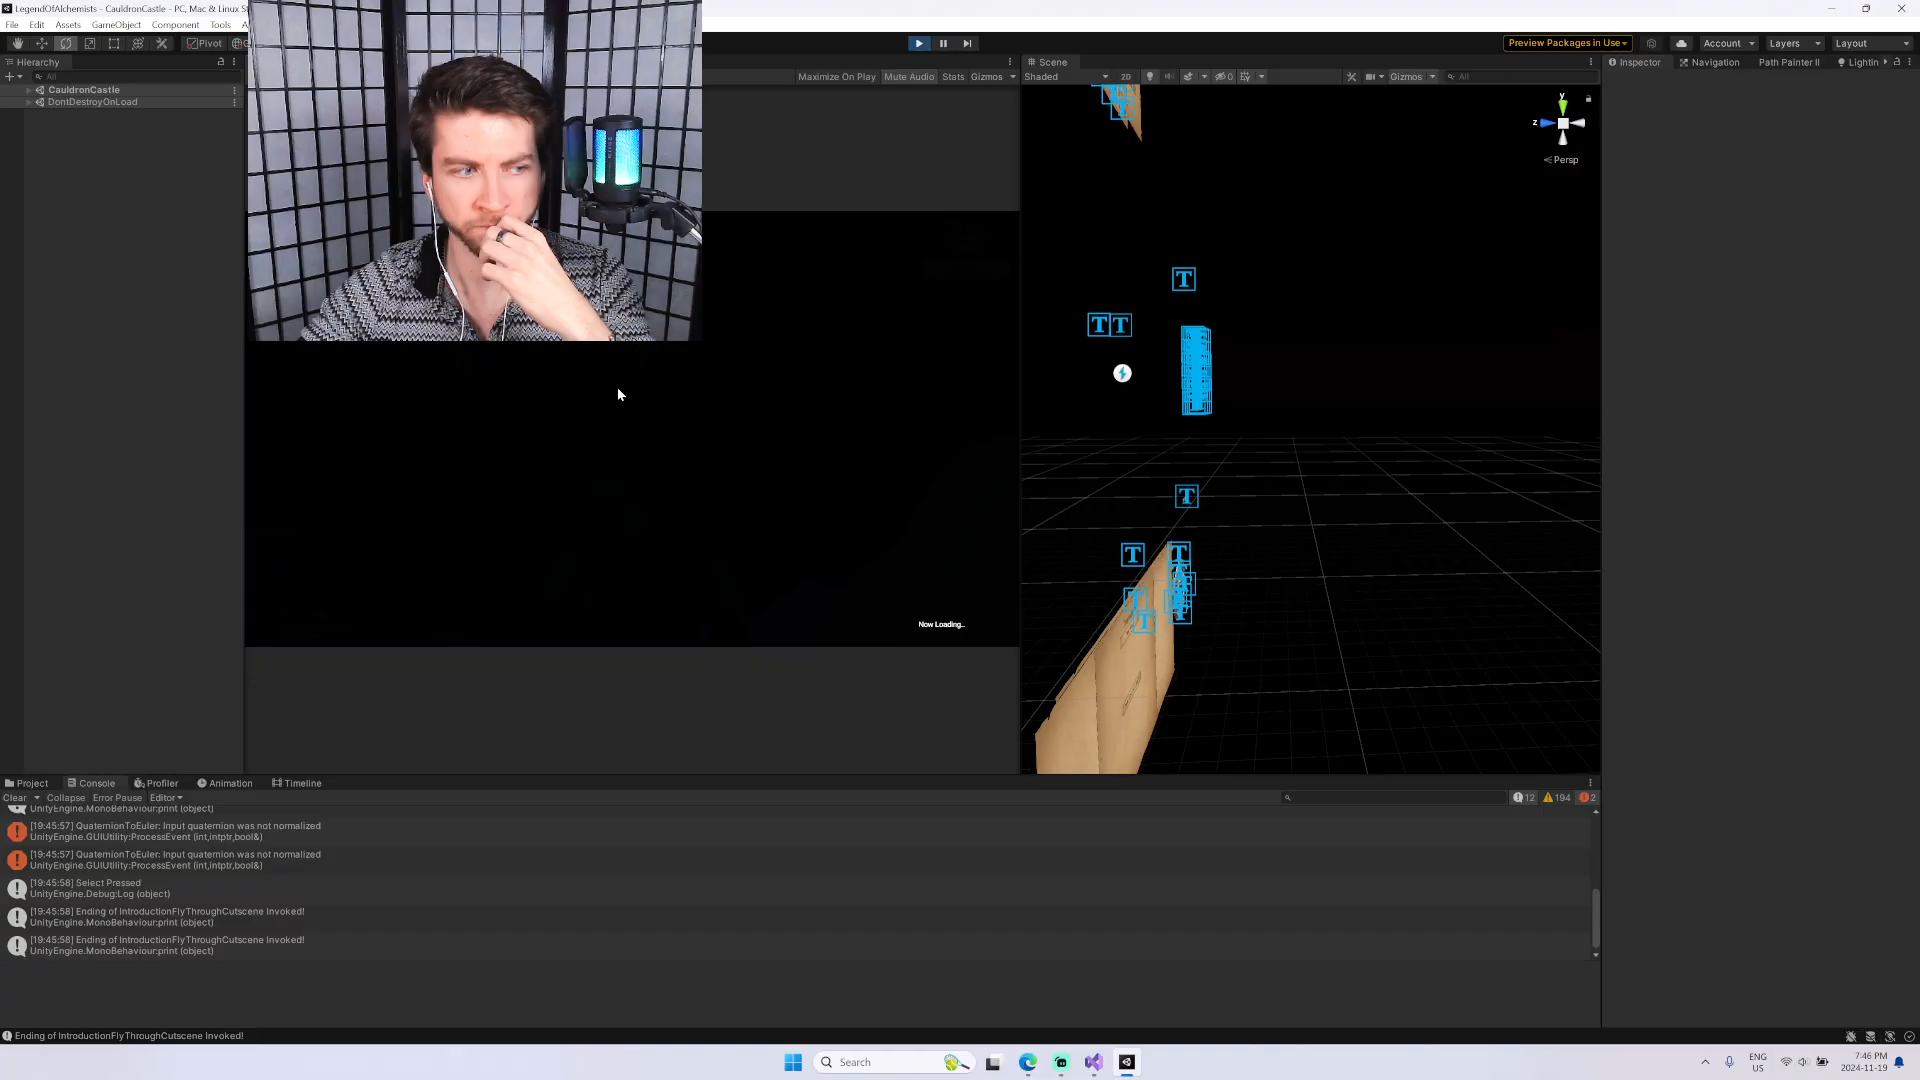 LegendOfAlchemists - CauldronCastle - PC, Mac & Linux St
File Edit Assets GameObject Component Tools
Pivot
Preview Packages in Use
Account
Layers
Layout
Hierarchy
All
CauldronCastle
DontDestroyOnLoad
Maximize On Play Mute Audio Stats Gizmos
Scene
Shaded
2D
0
Gizmos
All
Inspector
Navigation
Path Painter II
Lightin
y
z
Persp
T
T T
T
T T
T T
T T
Now Loading...
Project Console Profiler Animation Timeline
Clear Collapse Error Pause Editor
12 194 2
UnityEngine.MonoBehaviour:print (object)
[19:45:57] QuaternionToEuler: Input quaternion was not normalized
UnityEngine.GUIUtility:ProcessEvent (int,intptr,bool&)
[19:45:57] QuaternionToEuler: Input quaternion was not normalized
UnityEngine.GUIUtility:ProcessEvent (int,intptr,bool&)
[19:45:58] Select Pressed
UnityEngine.Debug:Log (object)
[19:45:58] Ending of IntroductionFlyThroughCutscene Invoked!
UnityEngine.MonoBehaviour:print (object)
[19:45:58] Ending of IntroductionFlyThroughCutscene Invoked!
UnityEngine.MonoBehaviour:print (object)
Ending of IntroductionFlyThroughCutscene Invoked!
Search
ENG
US
7:46 PM
2024-11-19